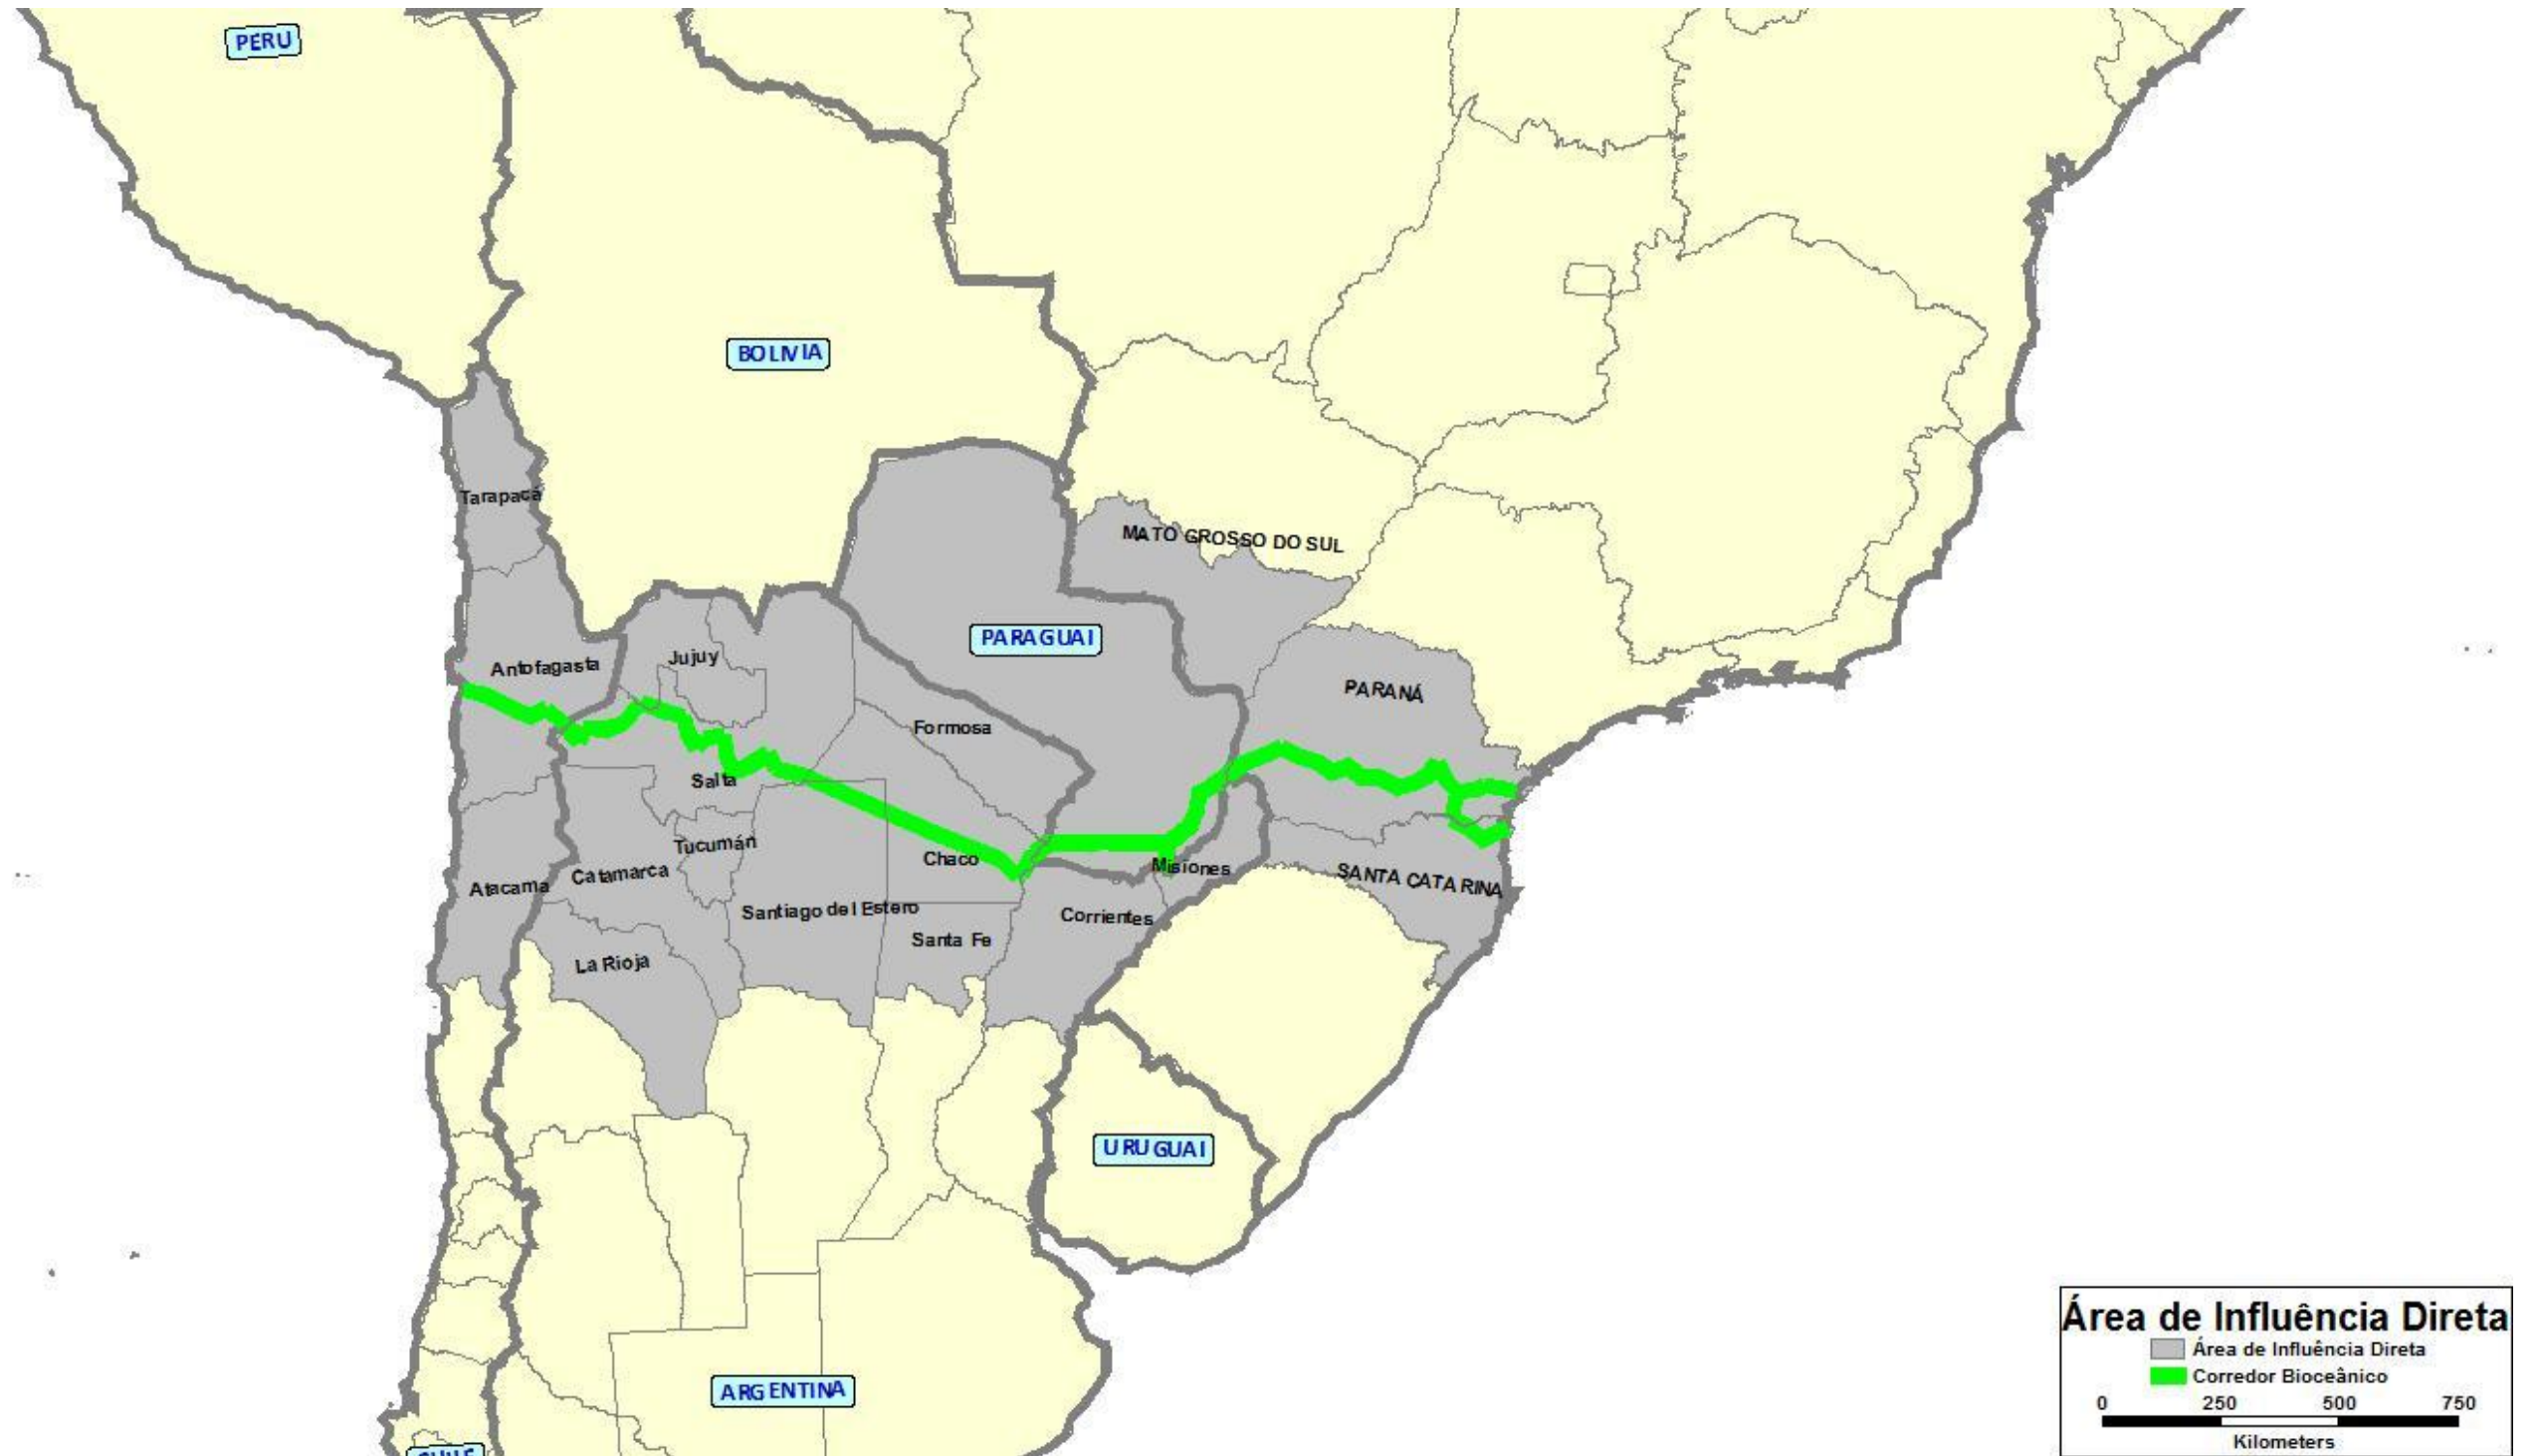 PERU
BOLIVIA
Tarapacá
MATO GROSSO DO SUL
PARAGUAI
Jujuy
Antofagasta
PARANÁ
Formosa
Salta
Tucumán
Chaco
Misiones
Catamarca
SANTA CATARINA
Atacama
Santiago del Estero
Corrientes
Santa Fe
La Rioja
URUGUAI
ARGENTINA
CHILE
Área de Influência Direta
Área de Influência Direta
Corredor Bioceânico
0 250 500 750
Kilometers